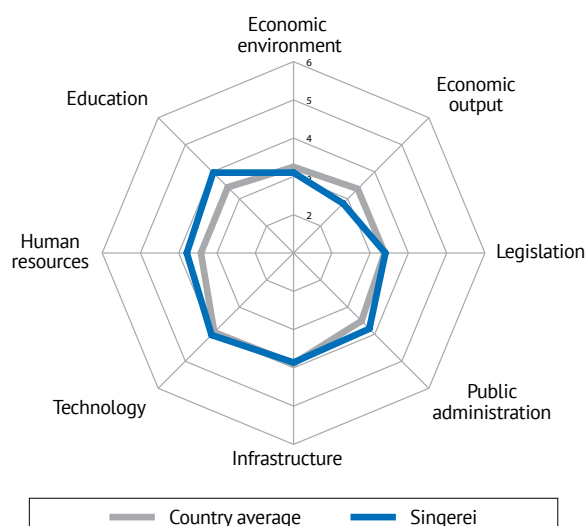 Economic
environment
6
Economic
output
5
Education
4
3
2
Human
resources
Legislation
Technology
Public
administration
Infrastructure
Country average Singerei